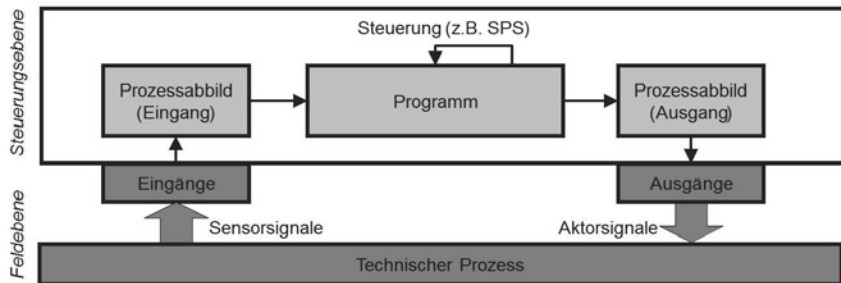 Steuerungsebene
Steuerung (z.B. SPS)
Prozessabbild
(Eingang)
Programm
Prozessabbild
(Ausgang)
Eingänge
Ausgänge
Feldebene
Sensorsignale
Aktorsignale
Technischer Prozess